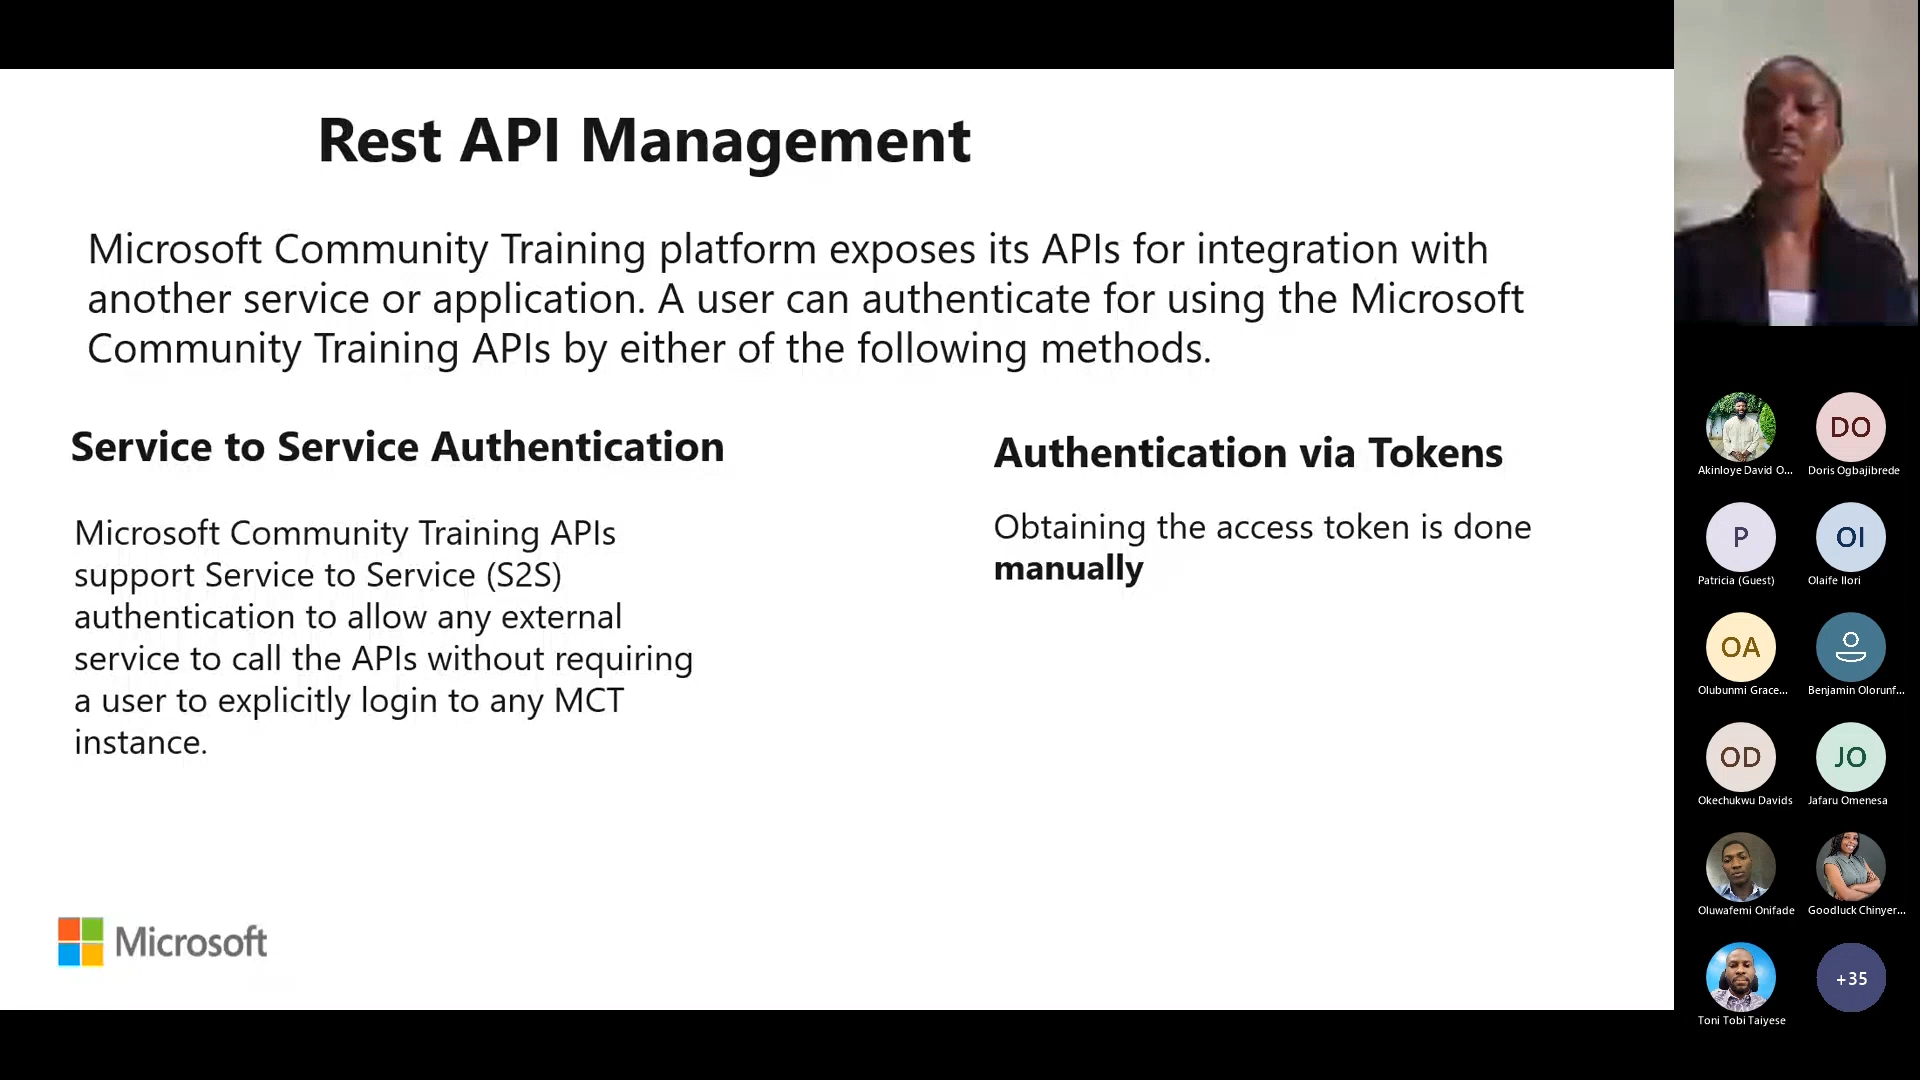 Rest API Management
Microsoft Community Training platform exposes its APIs for integration with
another service or application. A user can authenticate for using the Microsoft
Community Training APIs by either of the following methods.
Service to Service Authentication
Microsoft Community Training APIs
support Service to Service (S2S)
authentication to allow any external
service to call the APIs without requiring
a user to explicitly login to any MCT
instance.
Authentication via Tokens
Obtaining the access token is done
manually
Microsoft
DO
Akinloye David O...
Doris Ogbajibrede
P
OI
Patricia (Guest)
Olaife Ilori
OA
Olubunmi Grace...
Benjamin Olorunf...
OD
JO
Okechukwu Davids
Jafaru Omenesa
Oluwafemi Onifade
Goodluck Chinyer...
+35
Toni Tobi Taiyese